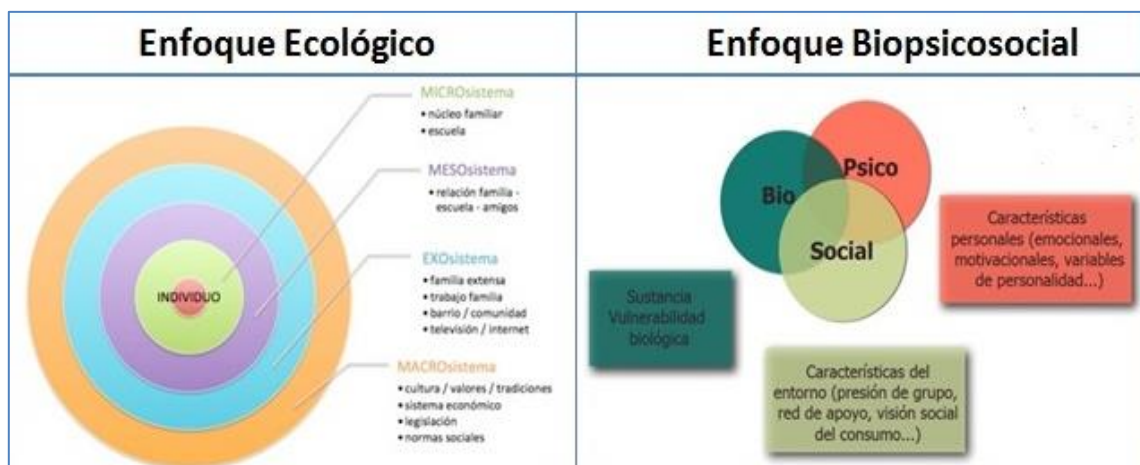 Enfoque Ecológico
Enfoque Biopsicosocial
MICROsistema
• núcleo familiar
• escuela
MESOsistema
• relación familia -
escuela - amigos
EXOsistema
• familia extensa
• trabajo familia
• barrio / comunidad
• televisión / internet
MACROsistema
• cultura / valores / tradiciones
• sistema económico
• legislación
• normas sociales
INDIVIDUO
Psico
Bio
Social
Características
personales (emocionales,
motivacionales, variables
de personalidad...)
Sustancia
Vulnerabilidad
biológica
Características del
entorno (presión de grupo,
red de apoyo, visión social
del consumo...)